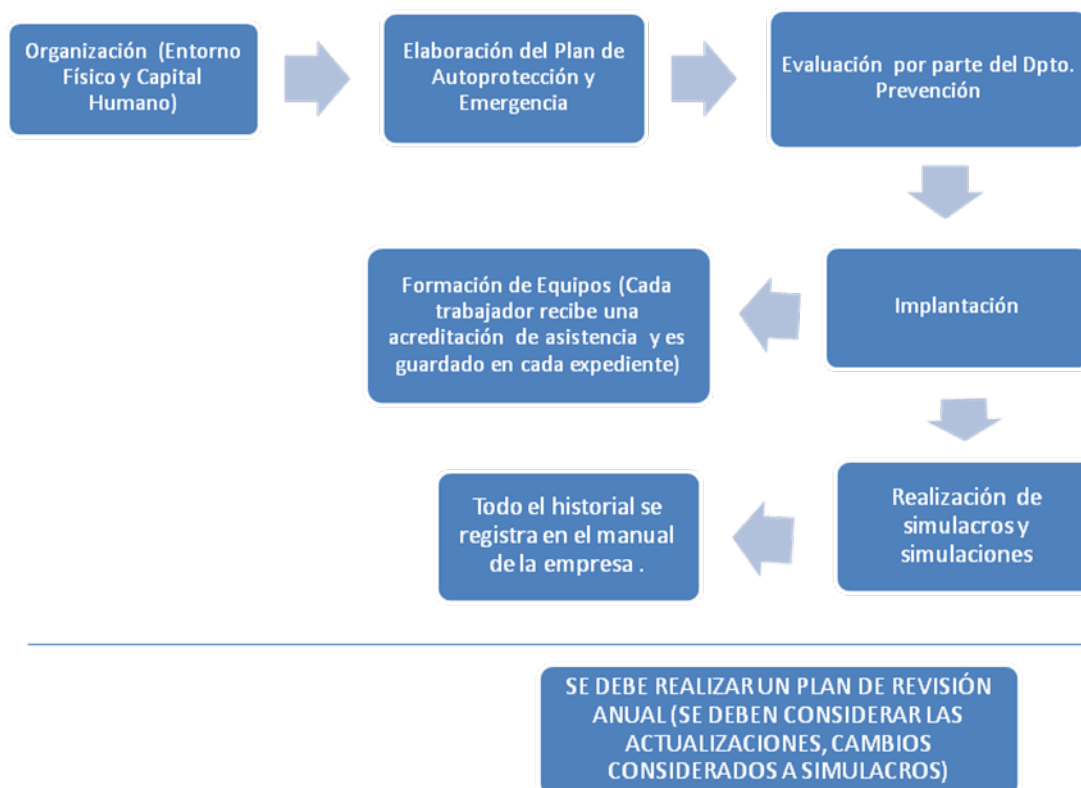 Organización (Entorno
Físico y Capital
Humano)
Elaboración del Plan de
Autoprotección y
Emergencia
Evaluación por parte del Dpto.
Prevención
Formación de Equipos (Cada
trabajador recibe una
acreditación de asistencia y es
guardado en cada expediente)
Implantación
Todo el historial se
registra en el manual
de la empresa .
Realización de
simulacros y
simulaciones
SE DEBE REALIZAR UN PLAN DE REVISIÓN
ANUAL (SE DEBEN CONSIDERAR LAS
ACTUALIZACIONES, CAMBIOS
CONSIDERADOS A SIMULACROS)